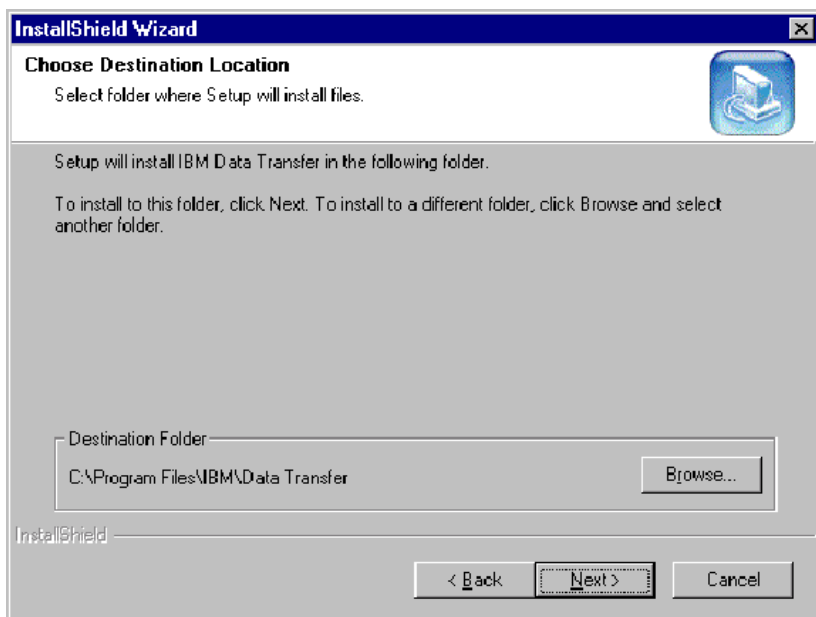 InstallShield Wizard
Choose Destination Location
Select folder where Setup will install files.
Setup will install IBM Data Transfer in the following folder.
To install to this folder, click Next. To install to a different folder, click Browse and select
another folder.
Destination Folder
C:\Program Files\IBM\Data Transfer
Browse...
InstallShield
< Back
Next >
Cancel